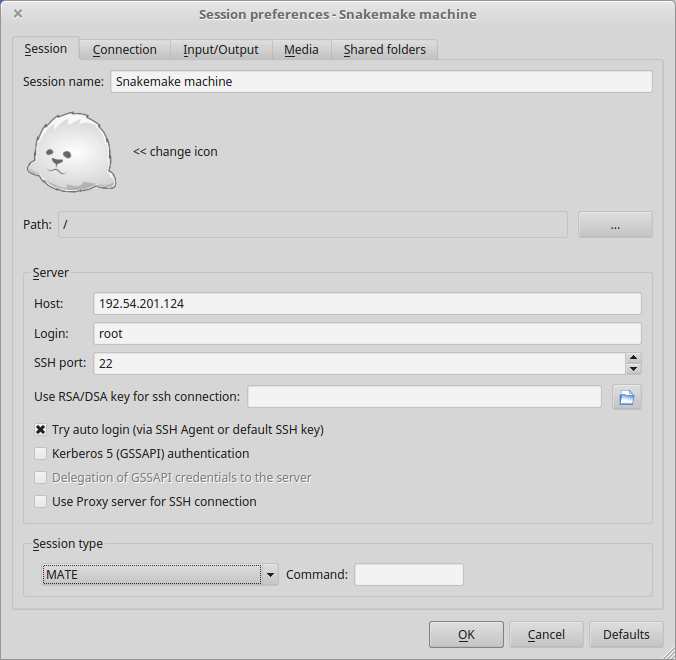 Session preferences - Snakemake machine
Session Connection Input/Output Media Shared folders
Session name: Snakemake machine
<< change icon
Path: / ...
Server
Host: 192.54.201.124
Login: root
SSH port: 22
Use RSA/DSA key for ssh connection:
Try auto login (via SSH Agent or default SSH key)
Kerberos 5 (GSSAPI) authentication
Delegation of GSSAPI credentials to the server
Use Proxy server for SSH connection
Session type
MATE Command:
OK Cancel Defaults